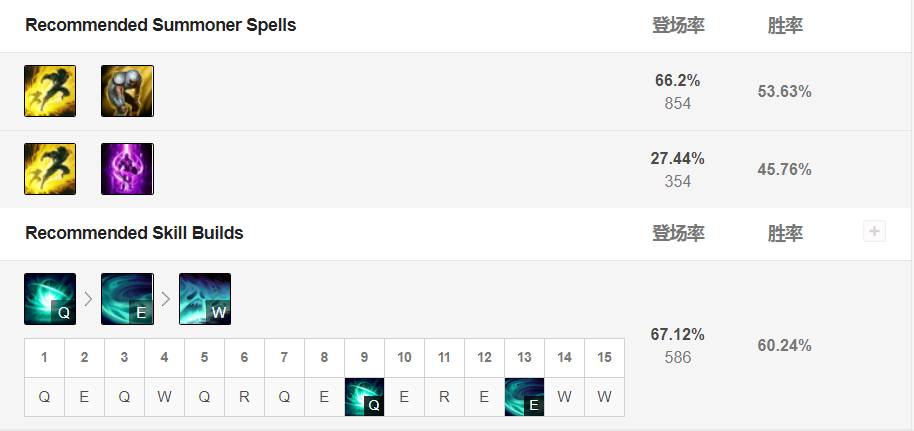 Recommended Summoner Spells 登场率 胜率
66.2%
854
53.63%
27.44%
354
45.76%
Recommended Skill Builds 登场率 胜率
Q E W
67.12%
586
60.24%
1 2 3 4 5 6 7 8 9 10 11 12 13 14 15
Q E Q W Q R Q E Q E R E E W W